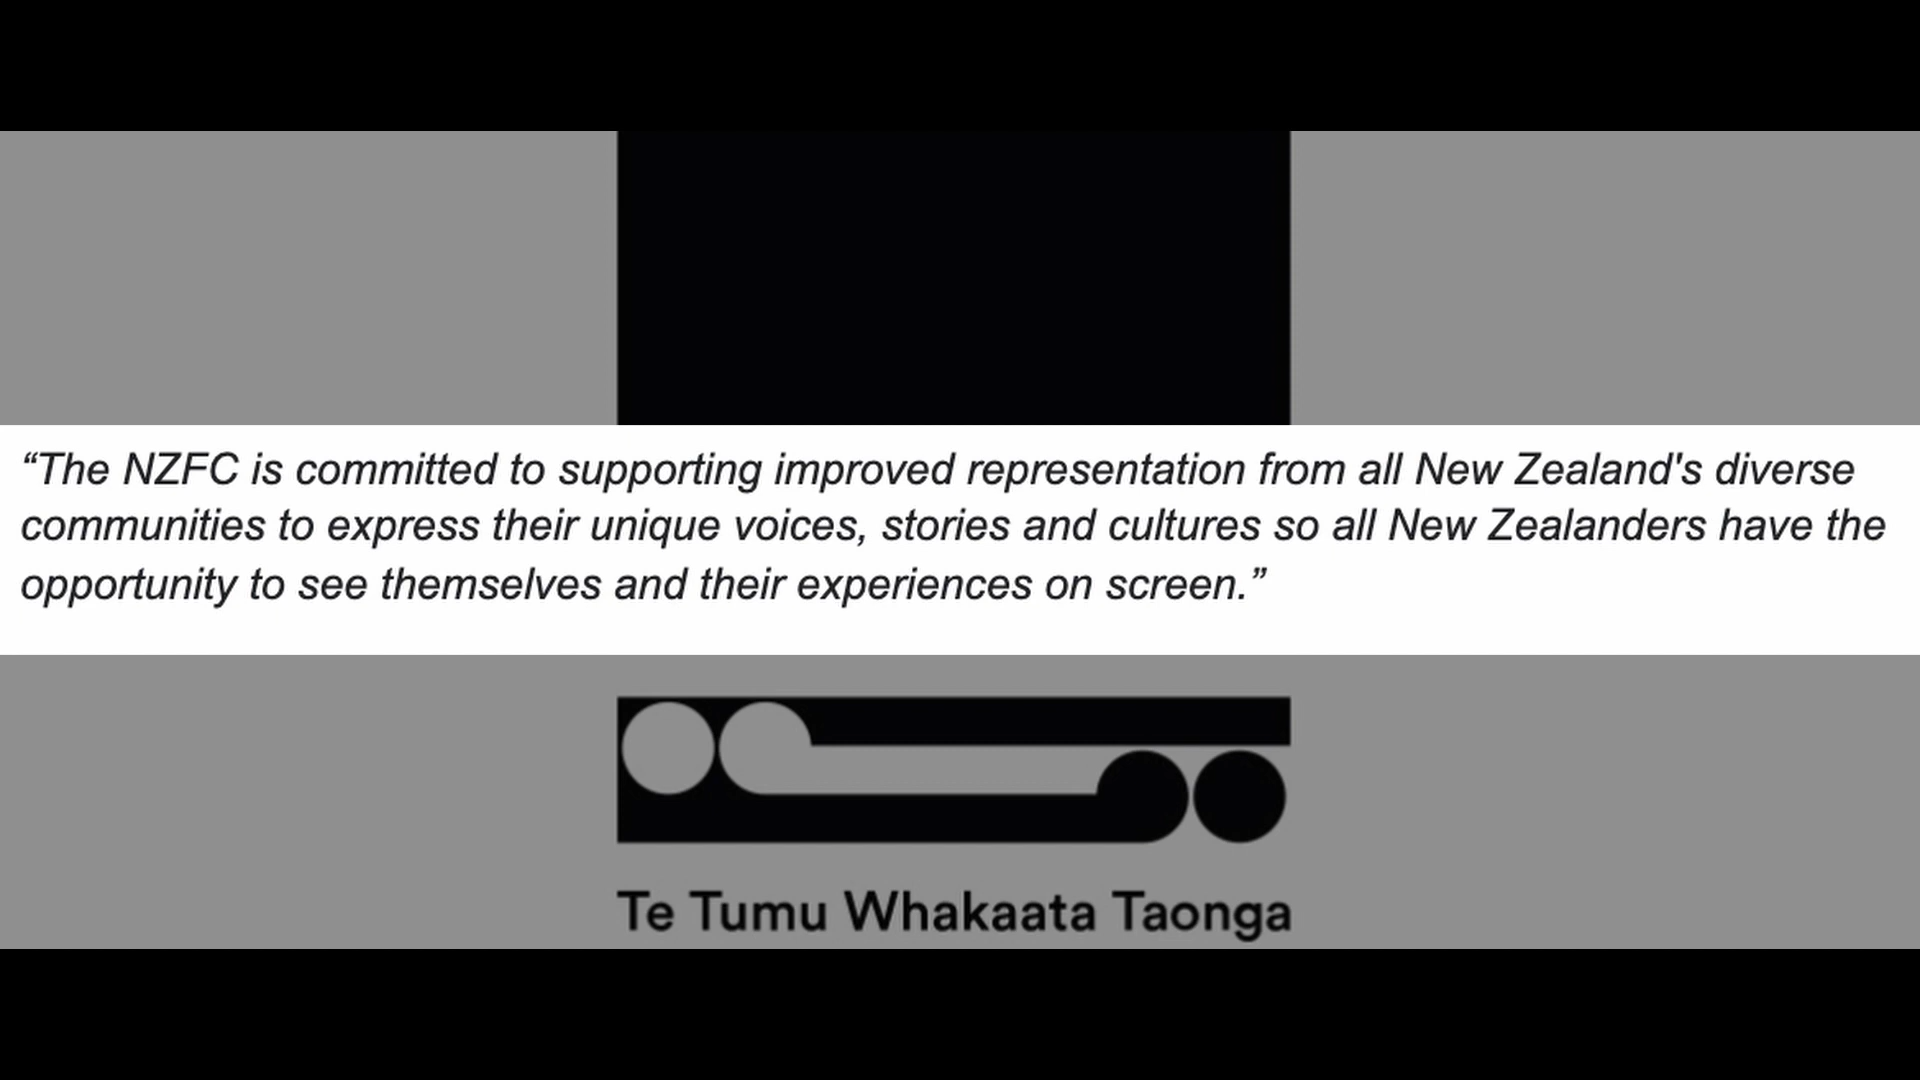 “The NZFC is committed to supporting improved representation from all New Zealand's diverse
communities to express their unique voices, stories and cultures so all New Zealanders have the
opportunity to see themselves and their experiences on screen.”
Te Tumu Whakaata Taonga